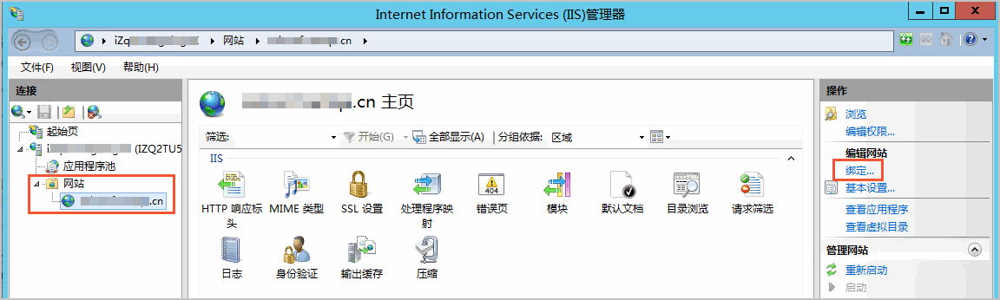 Internet Information Services (IIS)管理器
网站
.cn
文件(F) 视图(V) 帮助(H)
连接
起始页
(IZQ2TU5
应用程序池
网站
.cn
.cn 主页
筛选: 开始(G) 全部显示(A) 分组依据: 区域
IIS
HTTP 响应标头
MIME 类型
SSL 设置
处理程序映射
404
错误页
模块
默认文档
目录浏览
请求筛选
日志
身份验证
输出缓存
压缩
操作
浏览
编辑权限...
编辑网站
绑定...
基本设置...
查看应用程序
查看虚拟目录
管理网站
重新启动
启动